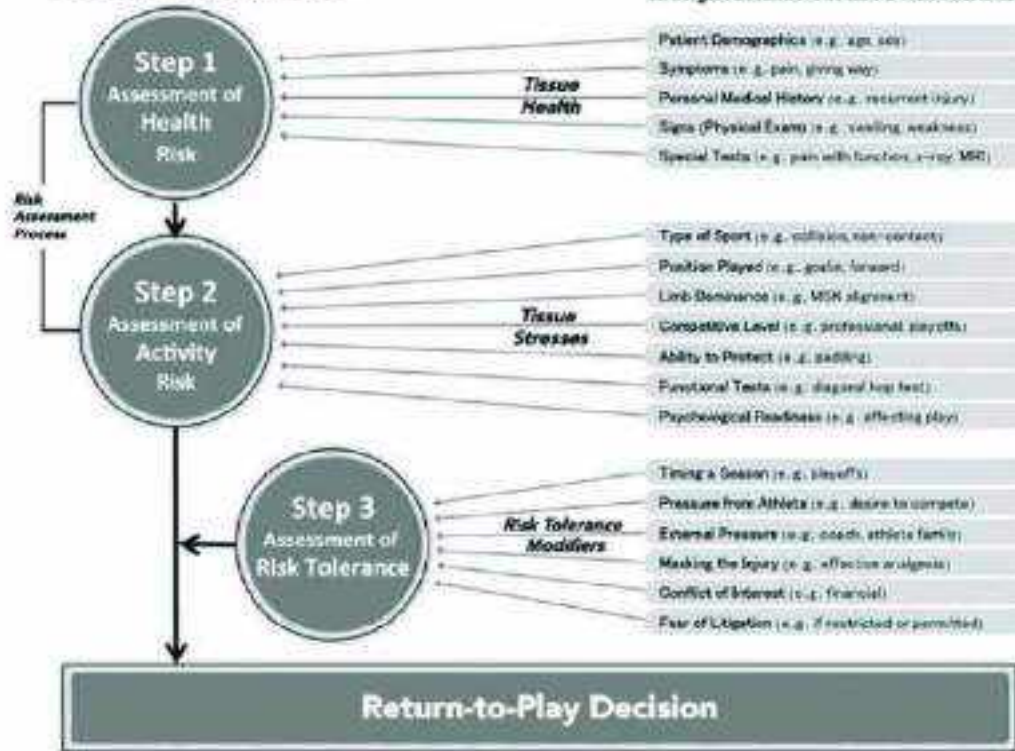 Step 1
Assessment of
Health
Risk
Tissue
Health
Patient Demographics (e.g. age, sex)
Symptoms (e.g. pain, giving way)
Personal Medical History (e.g. recurrent injury)
Signs (Physical Exam) (e.g. swelling, weakness)
Special Tests (e.g. pain with function, x-ray, MRI)
Risk
Assessment
Process
Step 2
Assessment of
Activity
Risk
Tissue
Stresses
Type of Sport (e.g. collision, non-contact)
Position Played (e.g. goalie, forward)
Limb Dominance (e.g. MSK alignment)
Competitive Level (e.g. professional playoffs)
Ability to Protect (e.g. padding)
Functional Tests (e.g. diagonal hop test)
Psychological Readiness (e.g. affecting play)
Step 3
Assessment of
Risk Tolerance
Risk Tolerance
Modifiers
Timing & Season (e.g. playoffs)
Pressure from Athlete (e.g. desire to compete)
External Pressure (e.g. coach, athlete family)
Masking the Injury (e.g. effective analgesia)
Conflict of Interest (e.g. financial)
Fear of Litigation (e.g. if restricted or permitted)
Return-to-Play Decision